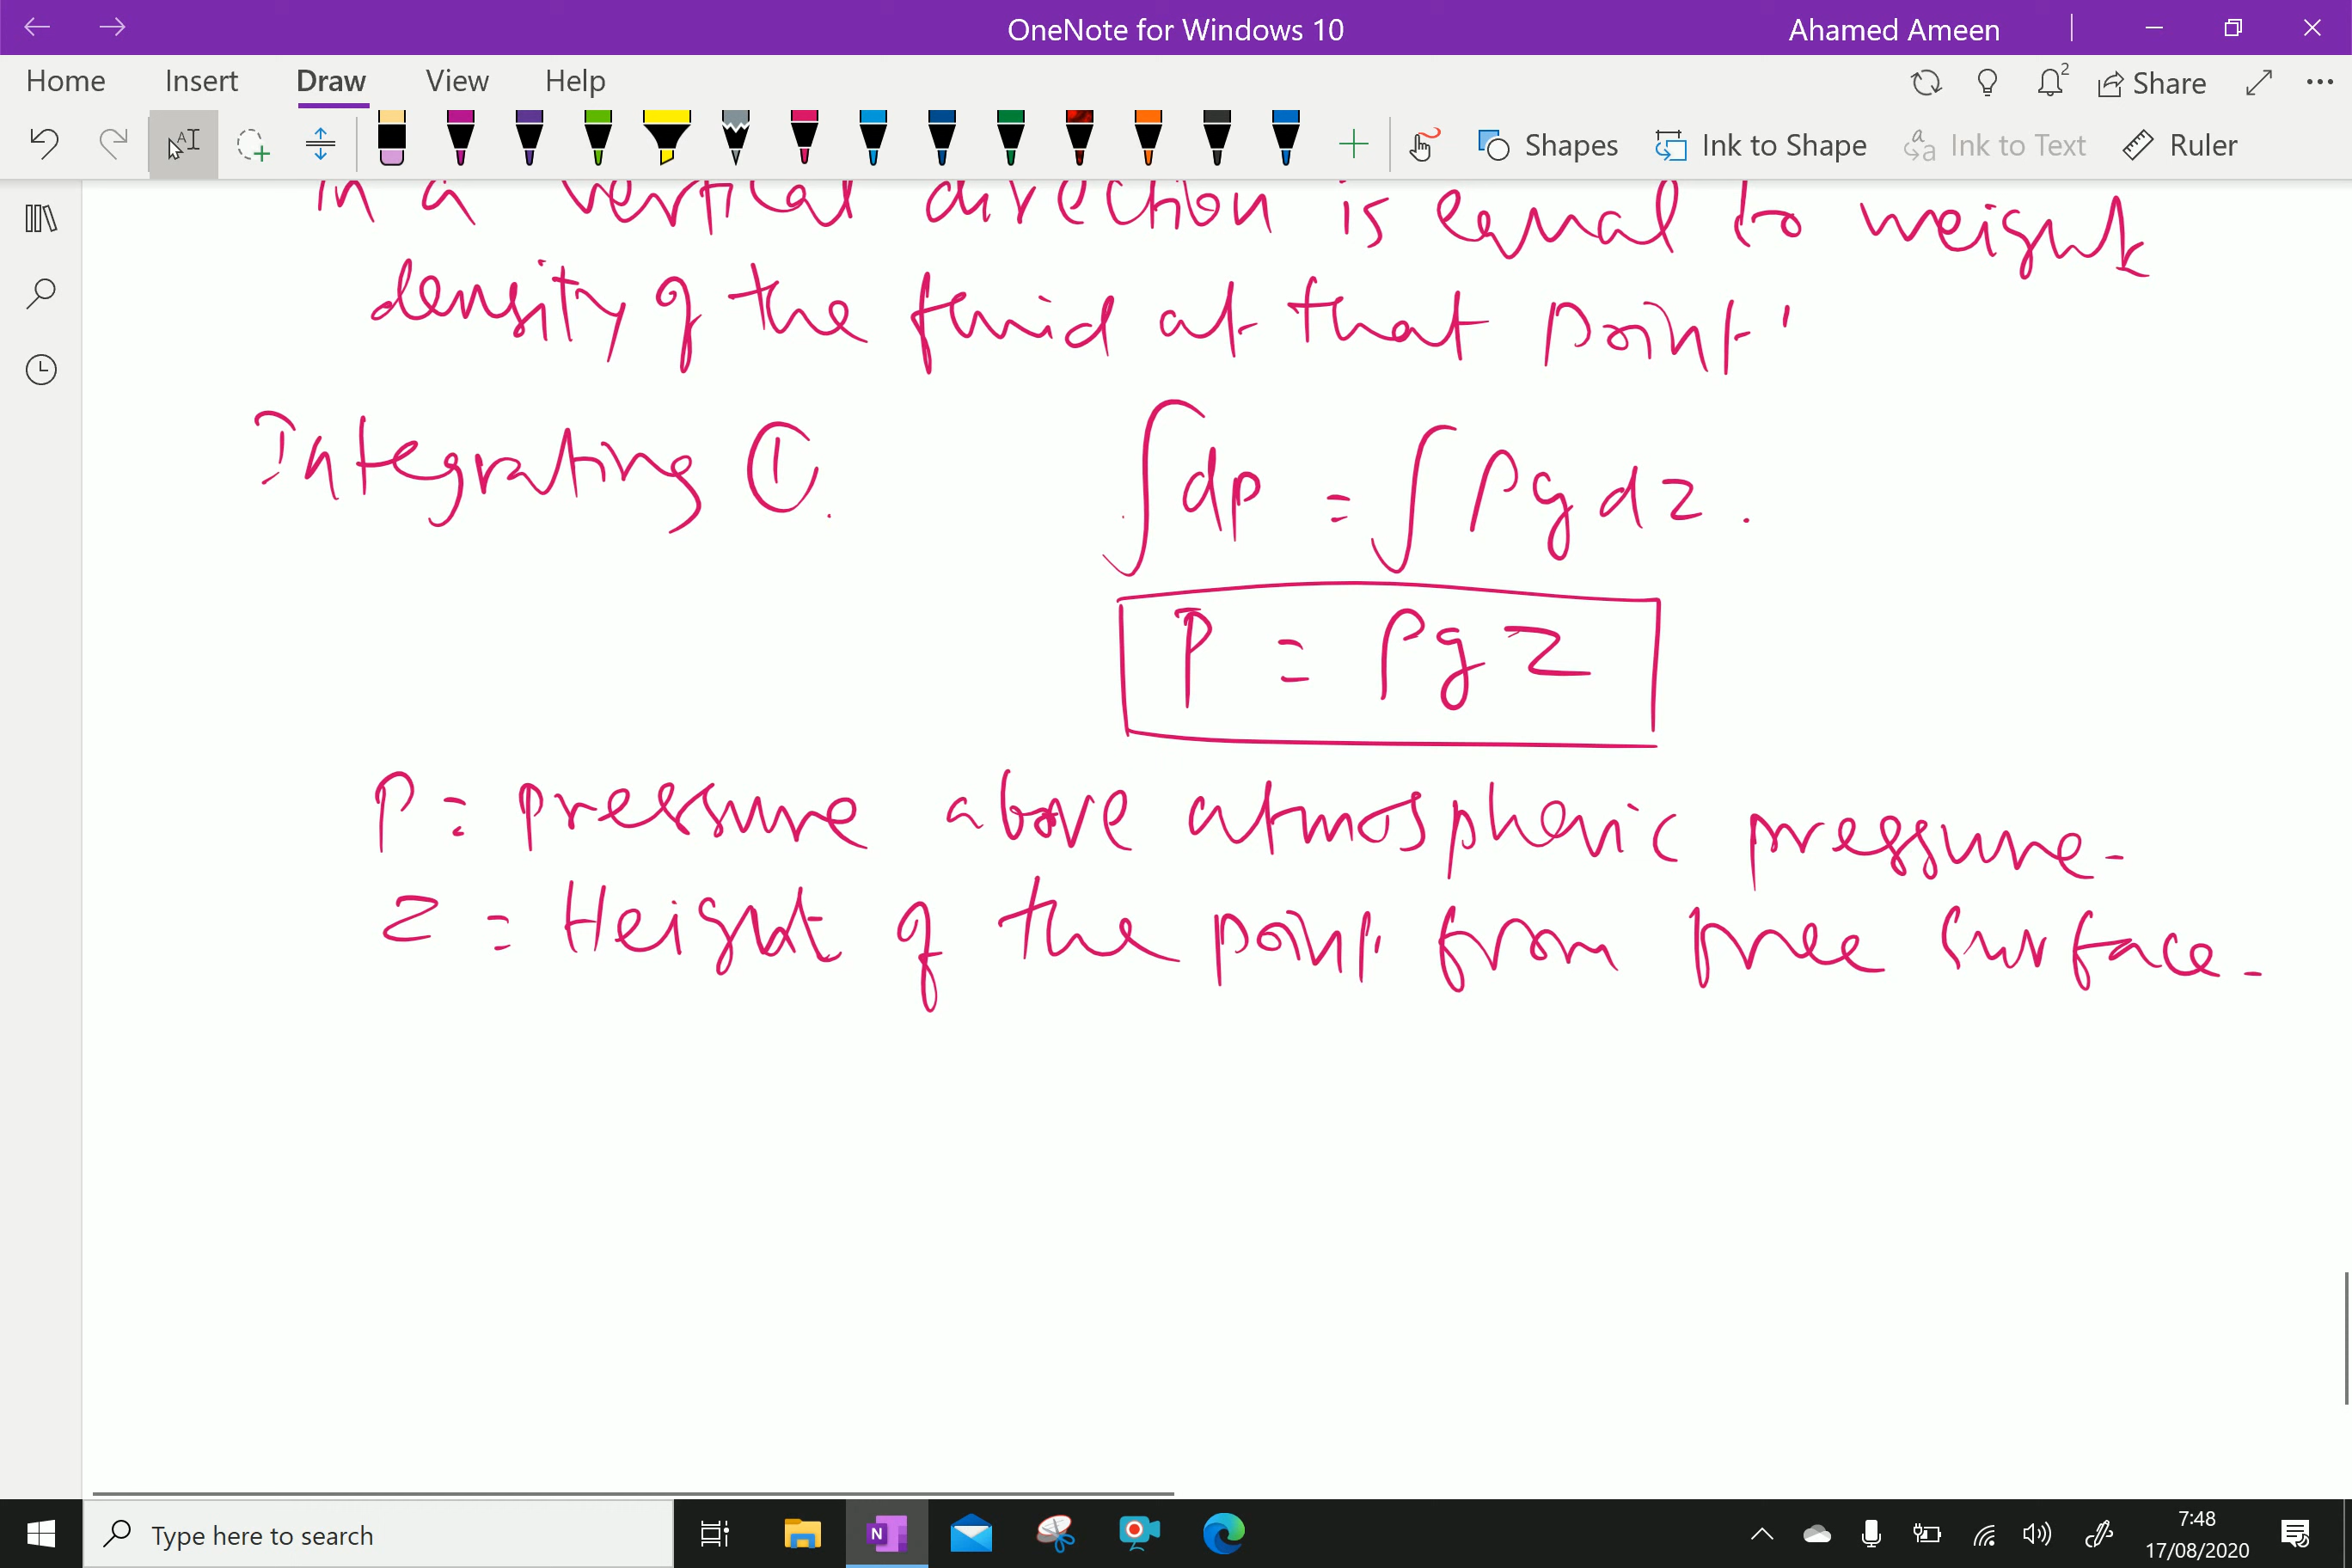 OneNote for Windows 10
Ahamed Ameen
Home Insert Draw View Help
2
Share
Shapes
Ink to Shape
Ink to Text
Ruler
in a vertical direction is equal to weight
density of the fluid at that point'
Integrating ①.
∫dp = ∫ρg dz.
P = ρg z
P = pressure above atmospheric pressure-
z = Height of the point from free surface-
Type here to search
7:48
17/08/2020